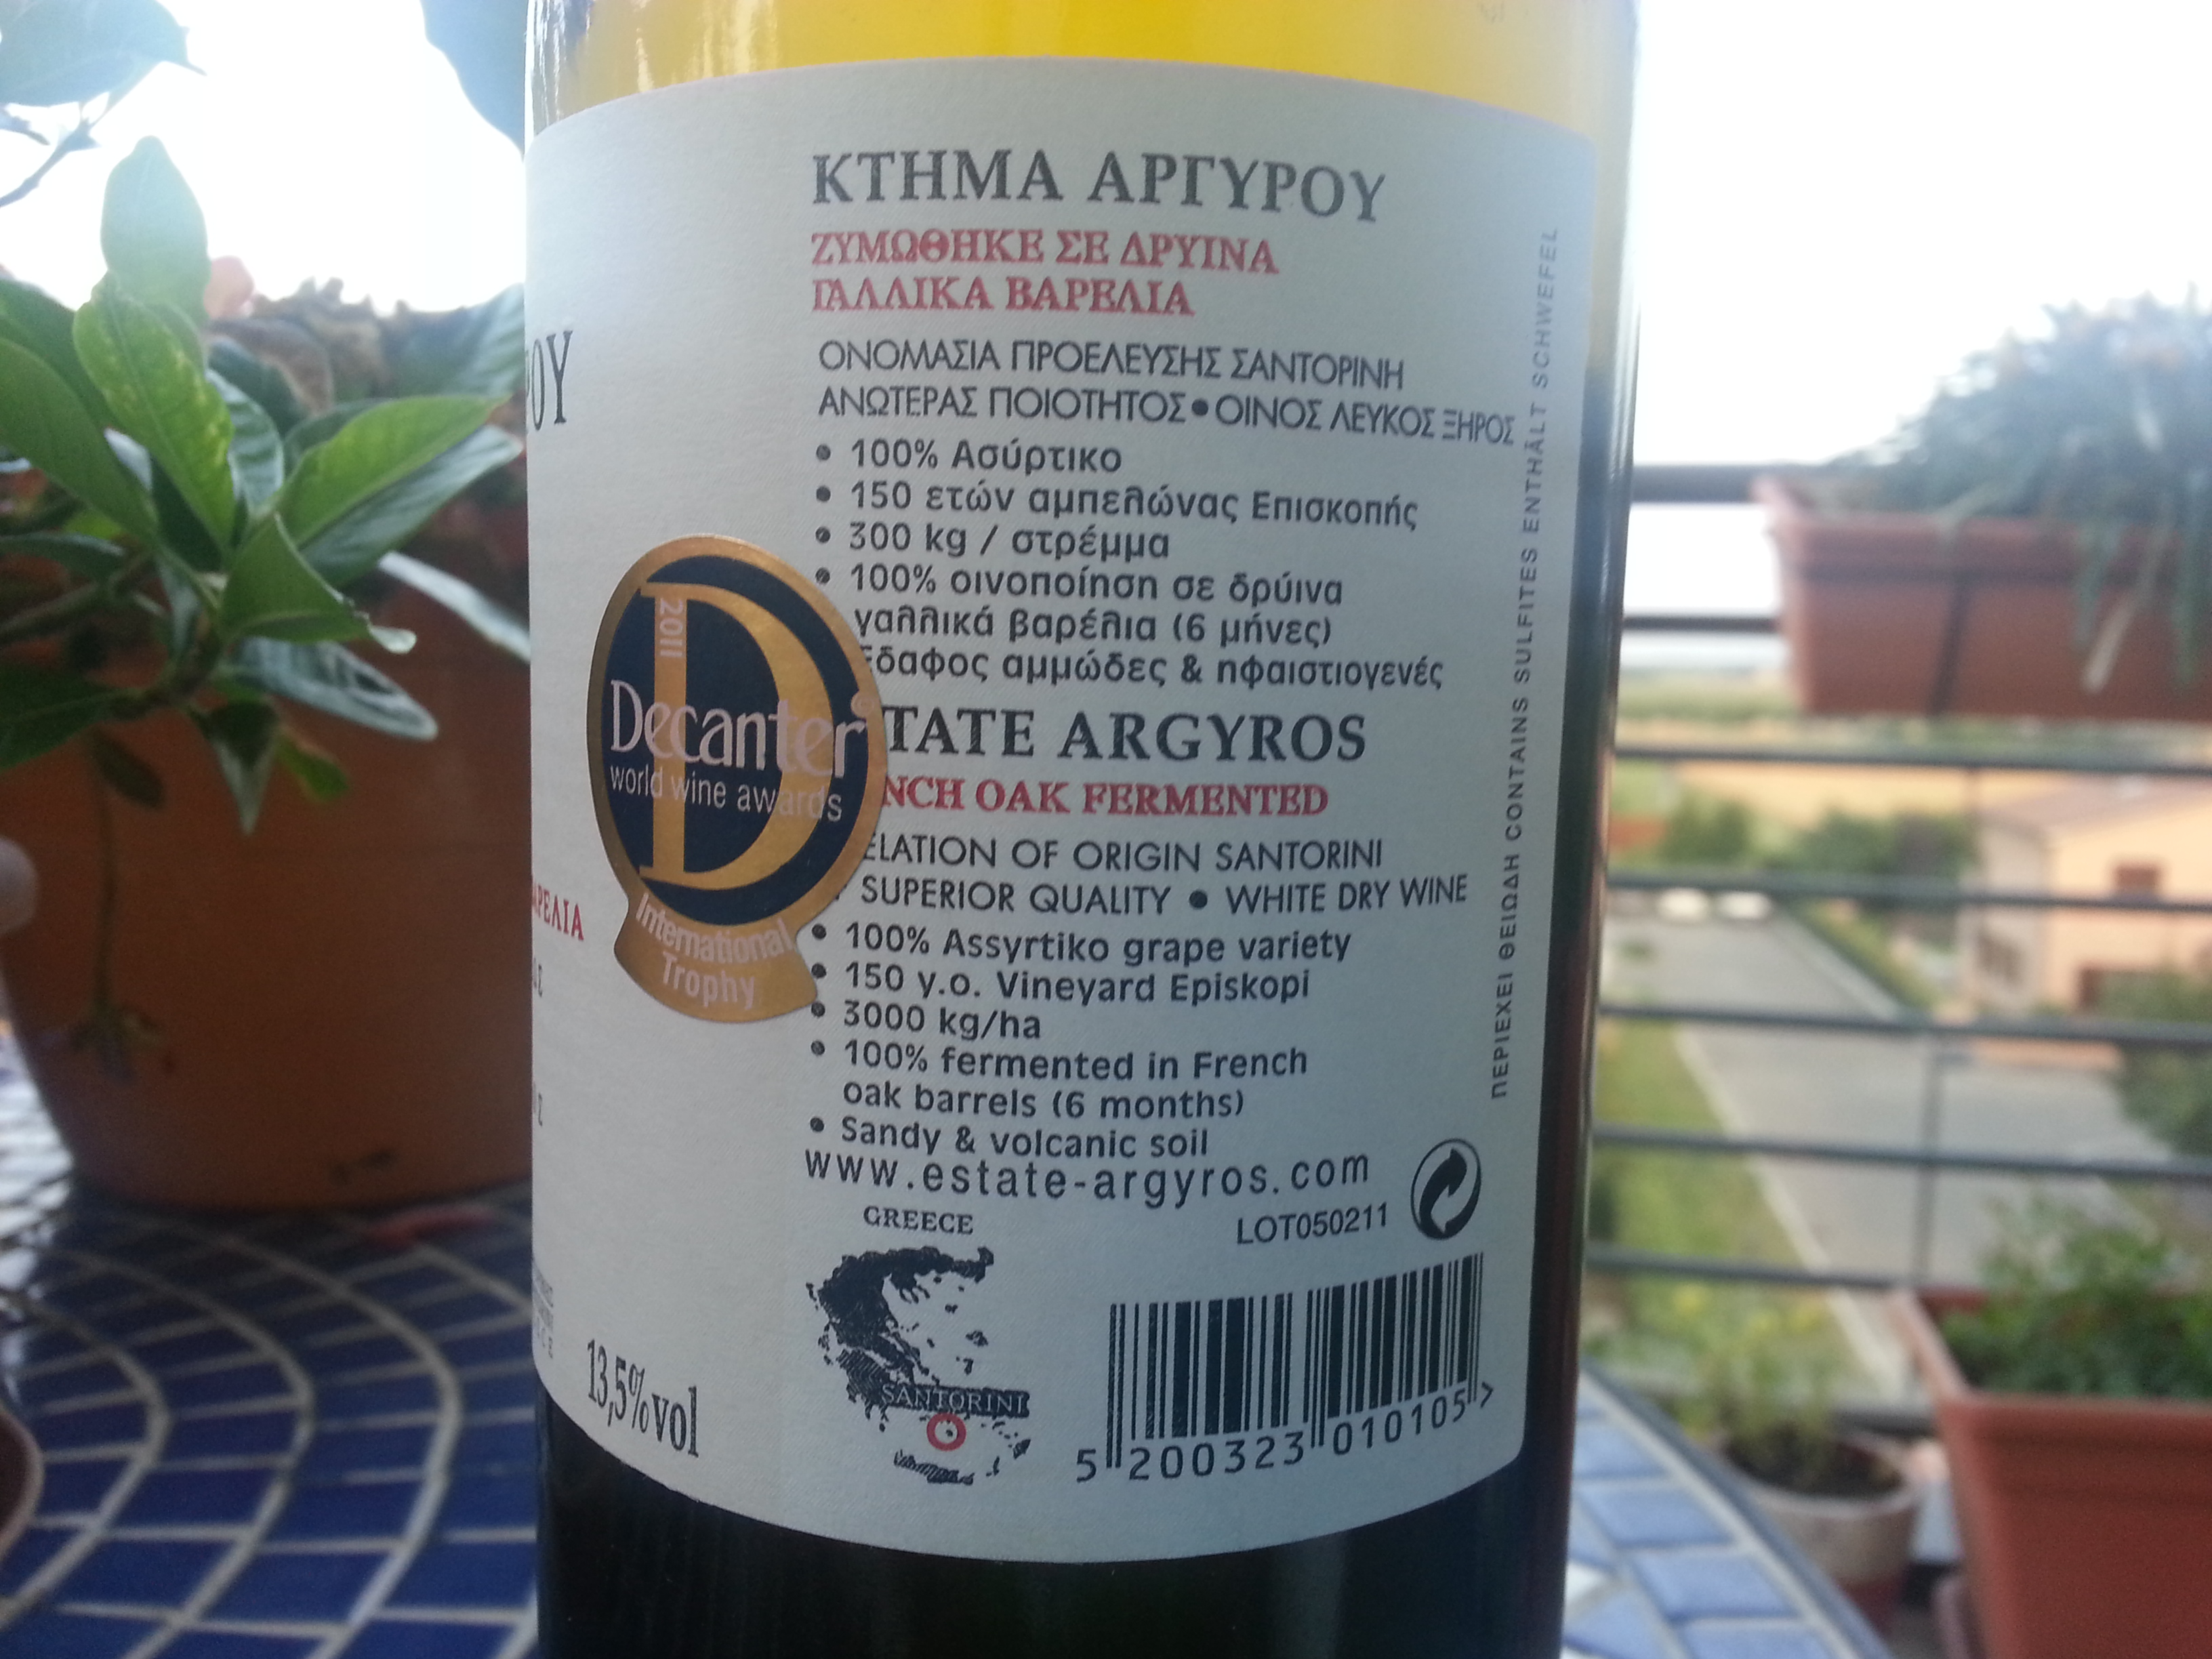 ΚΤΗΜΑ ΑΡΓΥΡΟΥ
ΖΥΜΩΘΗΚΕ ΣΕ ΔΡΥΙΝΑ
ΓΑΛΛΙΚΑ ΒΑΡΕΛΙΑ
ΟΝΟΜΑΣΙΑ ΠΡΟΕΛΕΥΣΗΣ ΣΑΝΤΟΡΙΝΗ
ΑΝΩΤΕΡΑΣ ΠΟΙΟΤΗΤΟΣ • ΟΙΝΟΣ ΛΕΥΚΟΣ ΞΗΡΟΣ
• 100% Ασύρτικο
• 150 ετών αμπελώνας Επισκοπής
• 300 kg / στρέμμα
• 100% οινοποίηση σε δρύινα
γαλλικά βαρέλια (6 μήνες)
Έδαφος αμμώδες & ηφαιστιογενές
TATE ARGYROS
NCH OAK FERMENTED
ELATION OF ORIGIN SANTORINI
SUPERIOR QUALITY • WHITE DRY WINE
• 100% Assyrtiko grape variety
• 150 y.o. Vineyard Episkopi
• 3000 kg/ha
• 100% fermented in French
oak barrels (6 months)
• Sandy & volcanic soil
www.estate-argyros.com
GREECE
LOT050211
SANTORINI
5 200323 010105 >
ΠΕΡΙΕΧΕΙ ΘΕΙΩΔΗ CONTAINS SULFITES ENTHÄLT SCHWEFEL
2011
Decanter
world wine awards
International
Trophy
ΟΥ
ΑΡΕΛΙΑ
13,5%vol